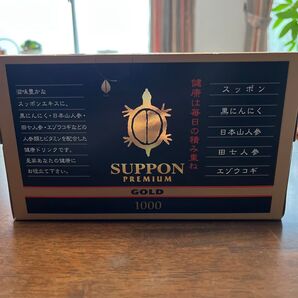 滋味豊かな
スッポンエキスに、
黒にんにく・日本山人参・
田七人参・エゾウコギなどの
人参類とビタミンを配合した
健康ドリンクです。
是非あなたの健康に
お役立て下さい。
SUPPON
PREMIUM
GOLD
1000
健康は毎日の積み重ね
スッポン
黒にんにく
日本山人参
田七人参
エゾウコギ